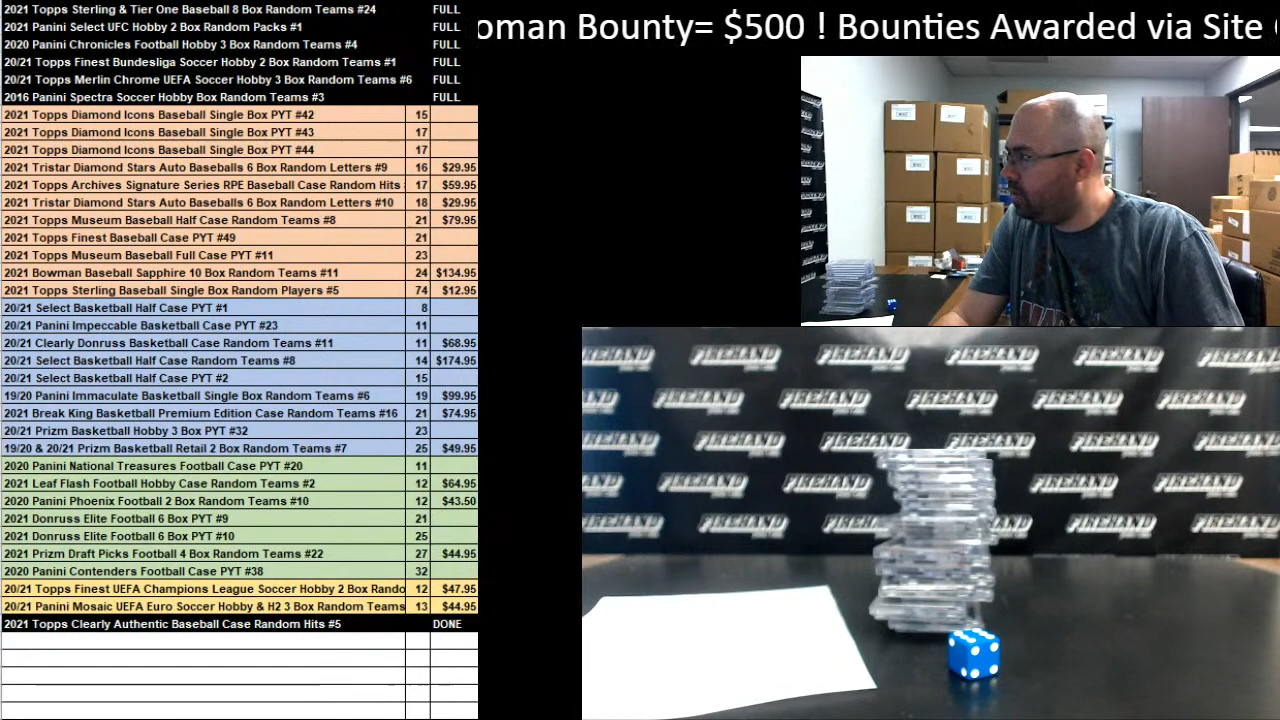 2021 Topps Sterling & Tier One Baseball 8 Box Random Teams #24 FULL
2021 Panini Select UFC Hobby 2 Box Random Packs #1 FULL
2020 Panini Chronicles Football Hobby 3 Box Random Teams #4 FULL
20/21 Topps Finest Bundesliga Soccer Hobby 2 Box Random Teams #1 FULL
20/21 Topps Merlin Chrome UEFA Soccer Hobby 3 Box Random Teams #6 FULL
2016 Panini Spectra Soccer Hobby Box Random Teams #3 FULL
2021 Topps Diamond Icons Baseball Single Box PYT #42 15
2021 Topps Diamond Icons Baseball Single Box PYT #43 17
2021 Topps Diamond Icons Baseball Single Box PYT #44 17
2021 Tristar Diamond Stars Auto Baseballs 6 Box Random Letters #9 16 $29.95
2021 Topps Archives Signature Series RPE Baseball Case Random Hits 17 $59.95
2021 Tristar Diamond Stars Auto Baseballs 6 Box Random Letters #10 18 $29.95
2021 Topps Museum Baseball Half Case Random Teams #8 21 $79.95
2021 Topps Finest Baseball Case PYT #49 21
2021 Topps Museum Baseball Full Case PYT #11 23
2021 Bowman Baseball Sapphire 10 Box Random Teams #11 24 $134.95
2021 Topps Sterling Baseball Single Box Random Players #5 74 $12.95
20/21 Select Basketball Half Case PYT #1 8
20/21 Panini Impeccable Basketball Case PYT #23 11
20/21 Clearly Donruss Basketball Case Random Teams #11 11 $68.95
20/21 Select Basketball Half Case Random Teams #8 14 $174.95
20/21 Select Basketball Half Case PYT #2 15
19/20 Panini Immaculate Basketball Single Box Random Teams #6 19 $99.95
2021 Break King Basketball Premium Edition Case Random Teams #16 21 $74.95
20/21 Prizm Basketball Hobby 3 Box PYT #32 23
19/20 & 20/21 Prizm Basketball Retail 2 Box Random Teams #7 25 $49.95
2020 Panini National Treasures Football Case PYT #20 11
2021 Leaf Flash Football Hobby Case Random Teams #2 12 $64.95
2020 Panini Phoenix Football 2 Box Random Teams #10 12 $43.50
2021 Donruss Elite Football 6 Box PYT #9 21
2021 Donruss Elite Football 6 Box PYT #10 25
2021 Prizm Draft Picks Football 4 Box Random Teams #22 27 $44.95
2020 Panini Contenders Football Case PYT #38 32
20/21 Topps Finest UEFA Champions League Soccer Hobby 2 Box Rando 12 $47.95
20/21 Panini Mosaic UEFA Euro Soccer Hobby & H2 3 Box Random Teams 13 $44.95
2021 Topps Clearly Authentic Baseball Case Random Hits #5 DONE
oman Bounty= $500 ! Bounties Awarded via Site
FIREHAND FIREHAND FIREHAND FIREHAND FIREHAND
FIREHAND FIREHAND FIREHAND FIREHAND
FIREHAND FIREHAND FIREHAND FIREHAND
FIREHAND FIREHAND FIREHAND
FIREHAND FIREHAND FIREHAND FIREHAND